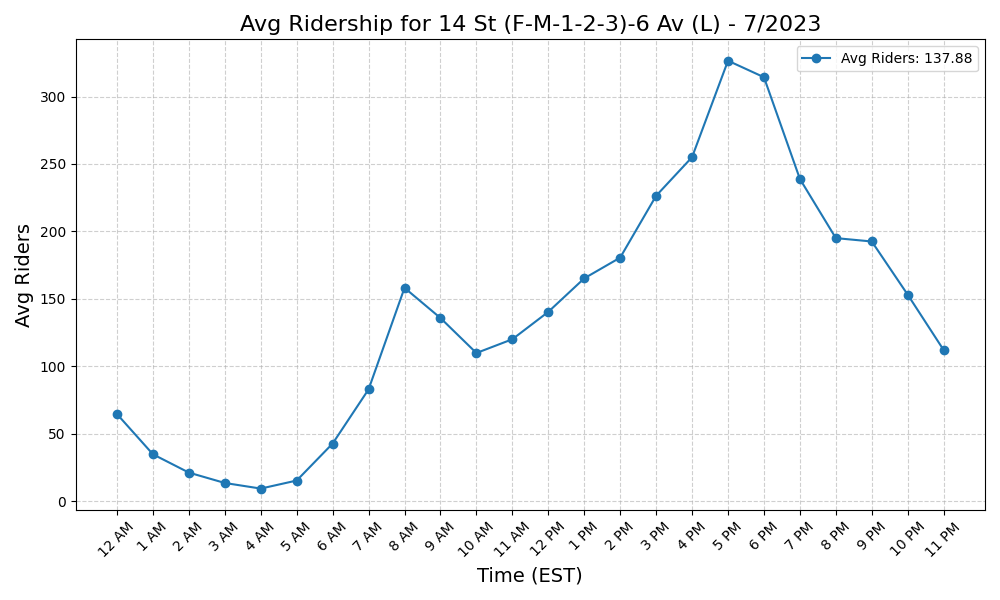 Avg Ridership for 14 St (F-M-1-2-3)-6 Av (L) - 7/2023
Avg Riders: 137.88
Avg Riders
300
250
200
150
100
50
0
12 AM
1 AM
2 AM
3 AM
4 AM
5 AM
6 AM
7 AM
8 AM
9 AM
10 AM
11 AM
12 PM
1 PM
2 PM
3 PM
4 PM
5 PM
6 PM
7 PM
8 PM
9 PM
10 PM
11 PM
Time (EST)